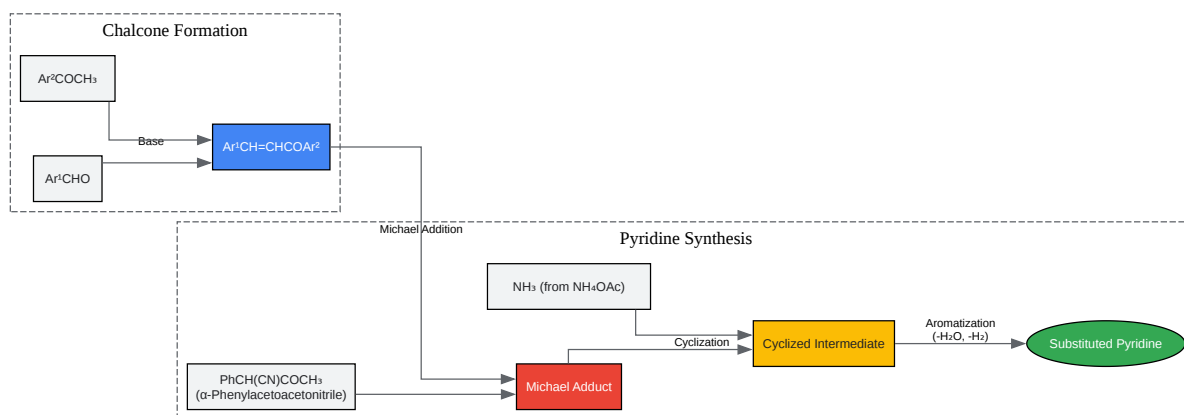 Chalcone Formation
Ar²COCH₃
Base
Ar¹CH=CHCOAr²
Ar¹CHO
Michael Addition
Pyridine Synthesis
NH₃ (from NH₄OAc)
Cyclization
Cyclized Intermediate
Aromatization
(-H₂O, -H₂)
Substituted Pyridine
PhCH(CN)COCH₃
(α-Phenylacetoacetonitrile)
Michael Adduct